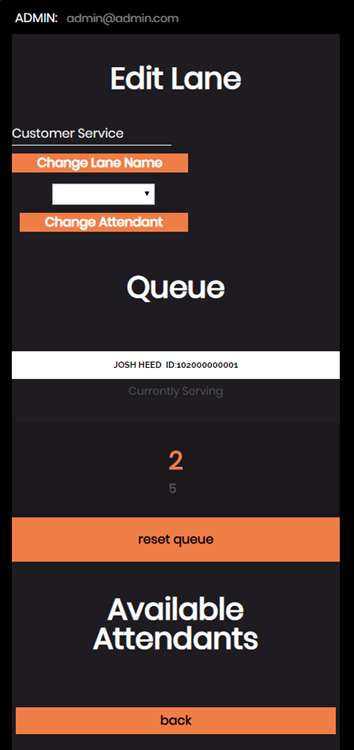 ADMIN: admin@admin.com
Edit Lane
Customer Service
Change Lane Name
Change Attendant
Queue
JOSH HEED ID:102000000001
Currently Serving
2
5
reset queue
Available
Attendants
back